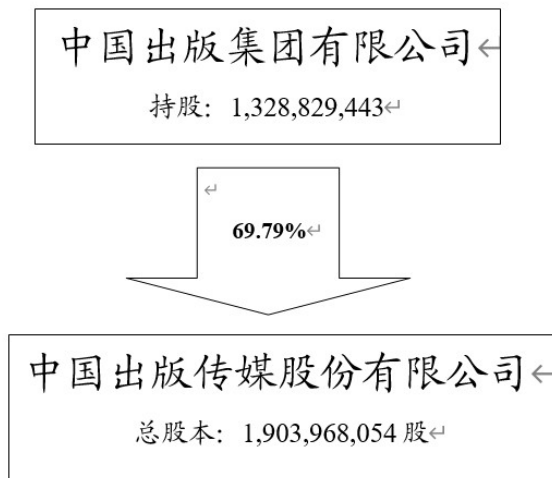 中国出版集团有限公司↵
持股：1,328,829,443↵
↵
69.79%↵
中国出版传媒股份有限公司↵
总股本：1,903,968,054 股↵